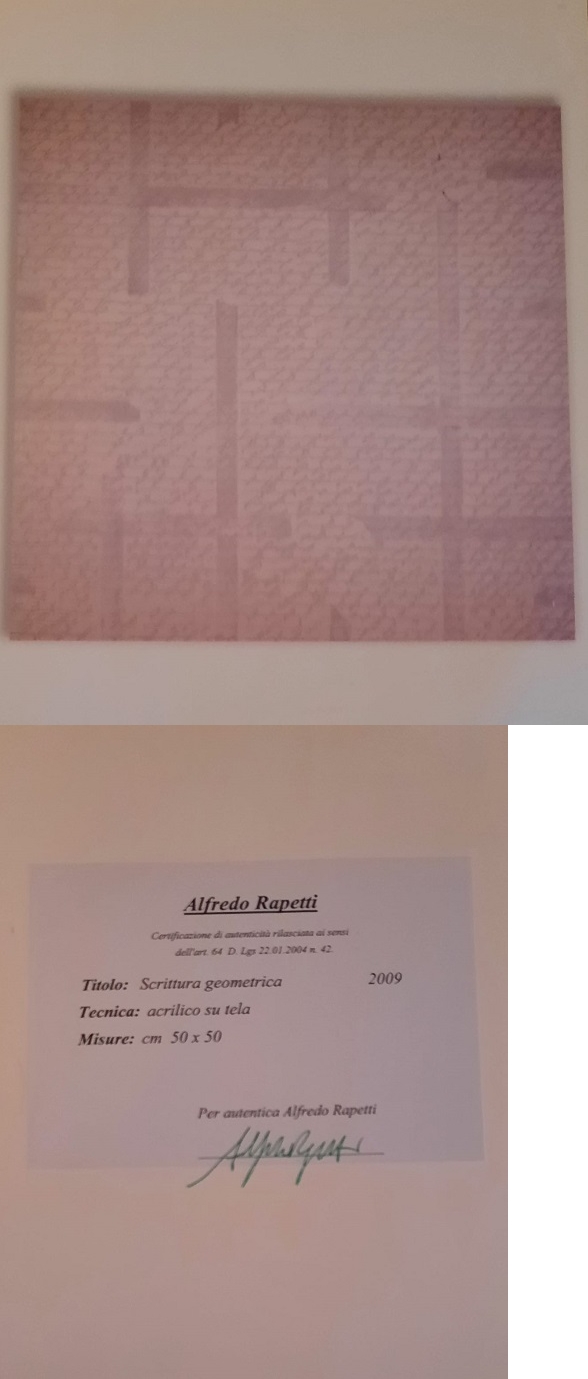 Alfredo Rapetti
Certificazione di autenticità rilasciata ai sensi
dell'art. 64 D. Lgs 22.01.2004 n. 42.
Titolo: Scrittura geometrica 2009
Tecnica: acrilico su tela
Misure: cm 50 x 50
Per autentica Alfredo Rapetti